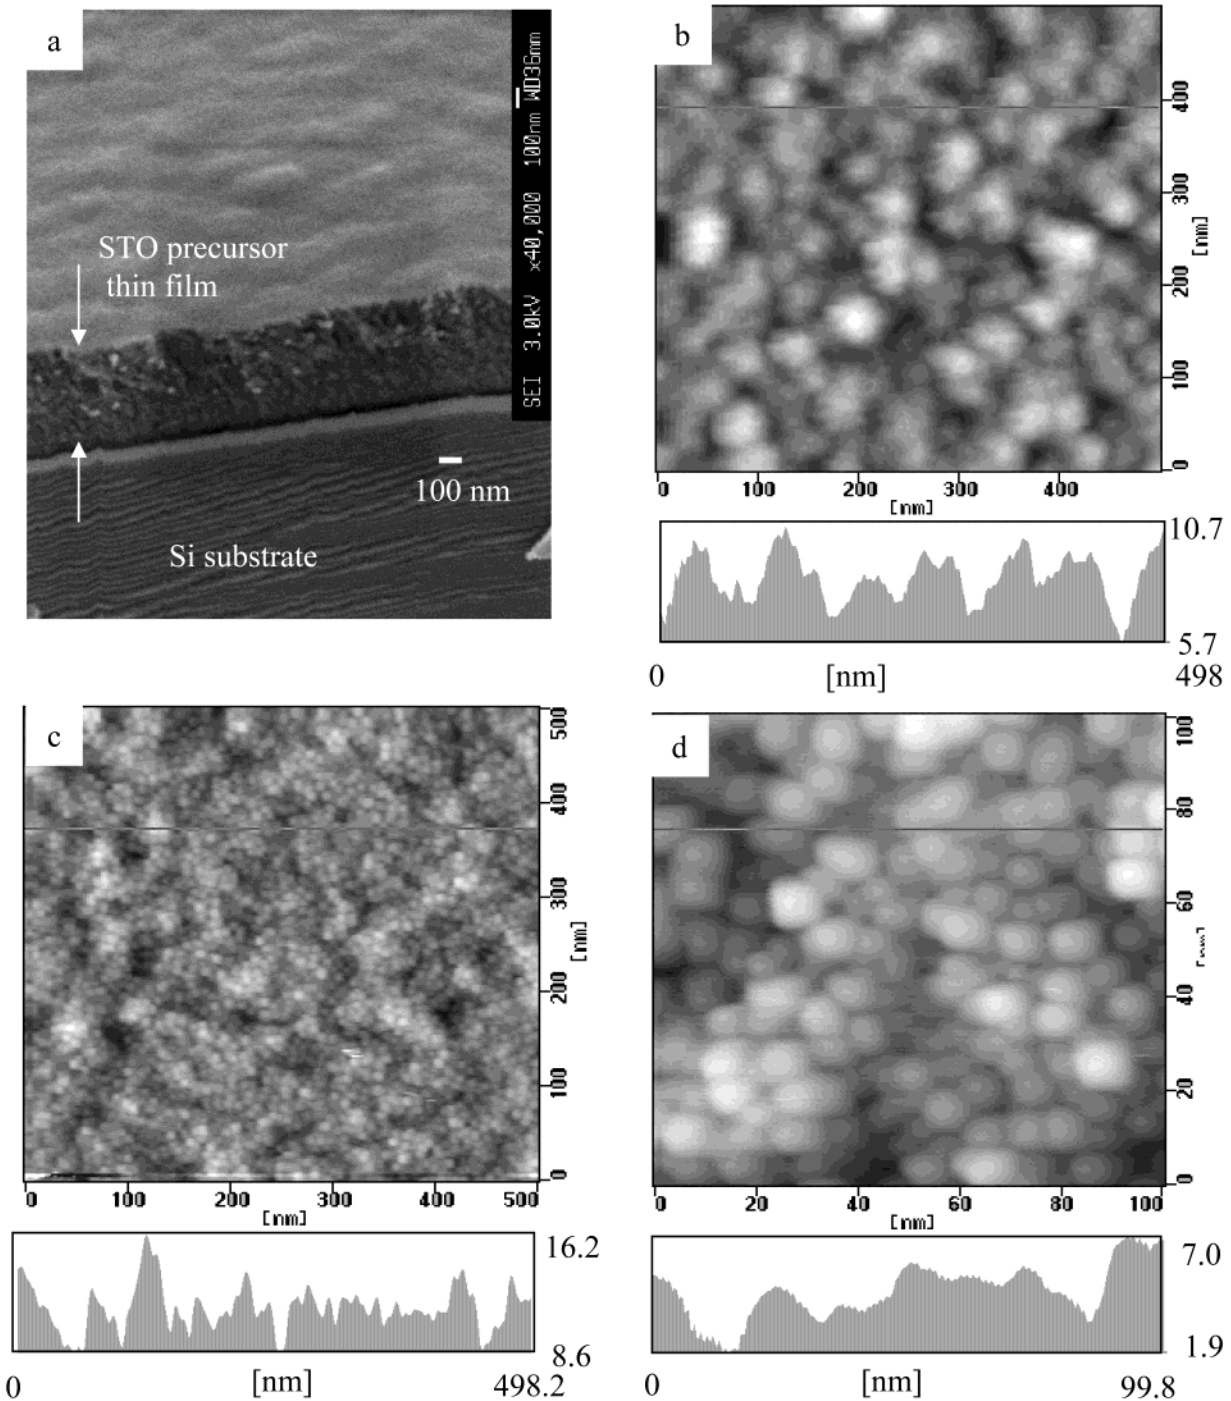 a
STO precursor
thin film
SEI 3.0kV x40,000 100nm WD36mm
100 nm
Si substrate
b
400
300
200
100
0
[nm]
0 100 200 300 400
[nm]
10.7
5.7
0 [nm] 498
c
500
400
300
200
100
0
[nm]
0 100 200 300 400 500
[nm]
16.2
8.6
0 [nm] 498.2
d
100
80
60
40
20
0
0 20 40 60 80 100
[nm]
7.0
1.9
0 [nm] 99.8